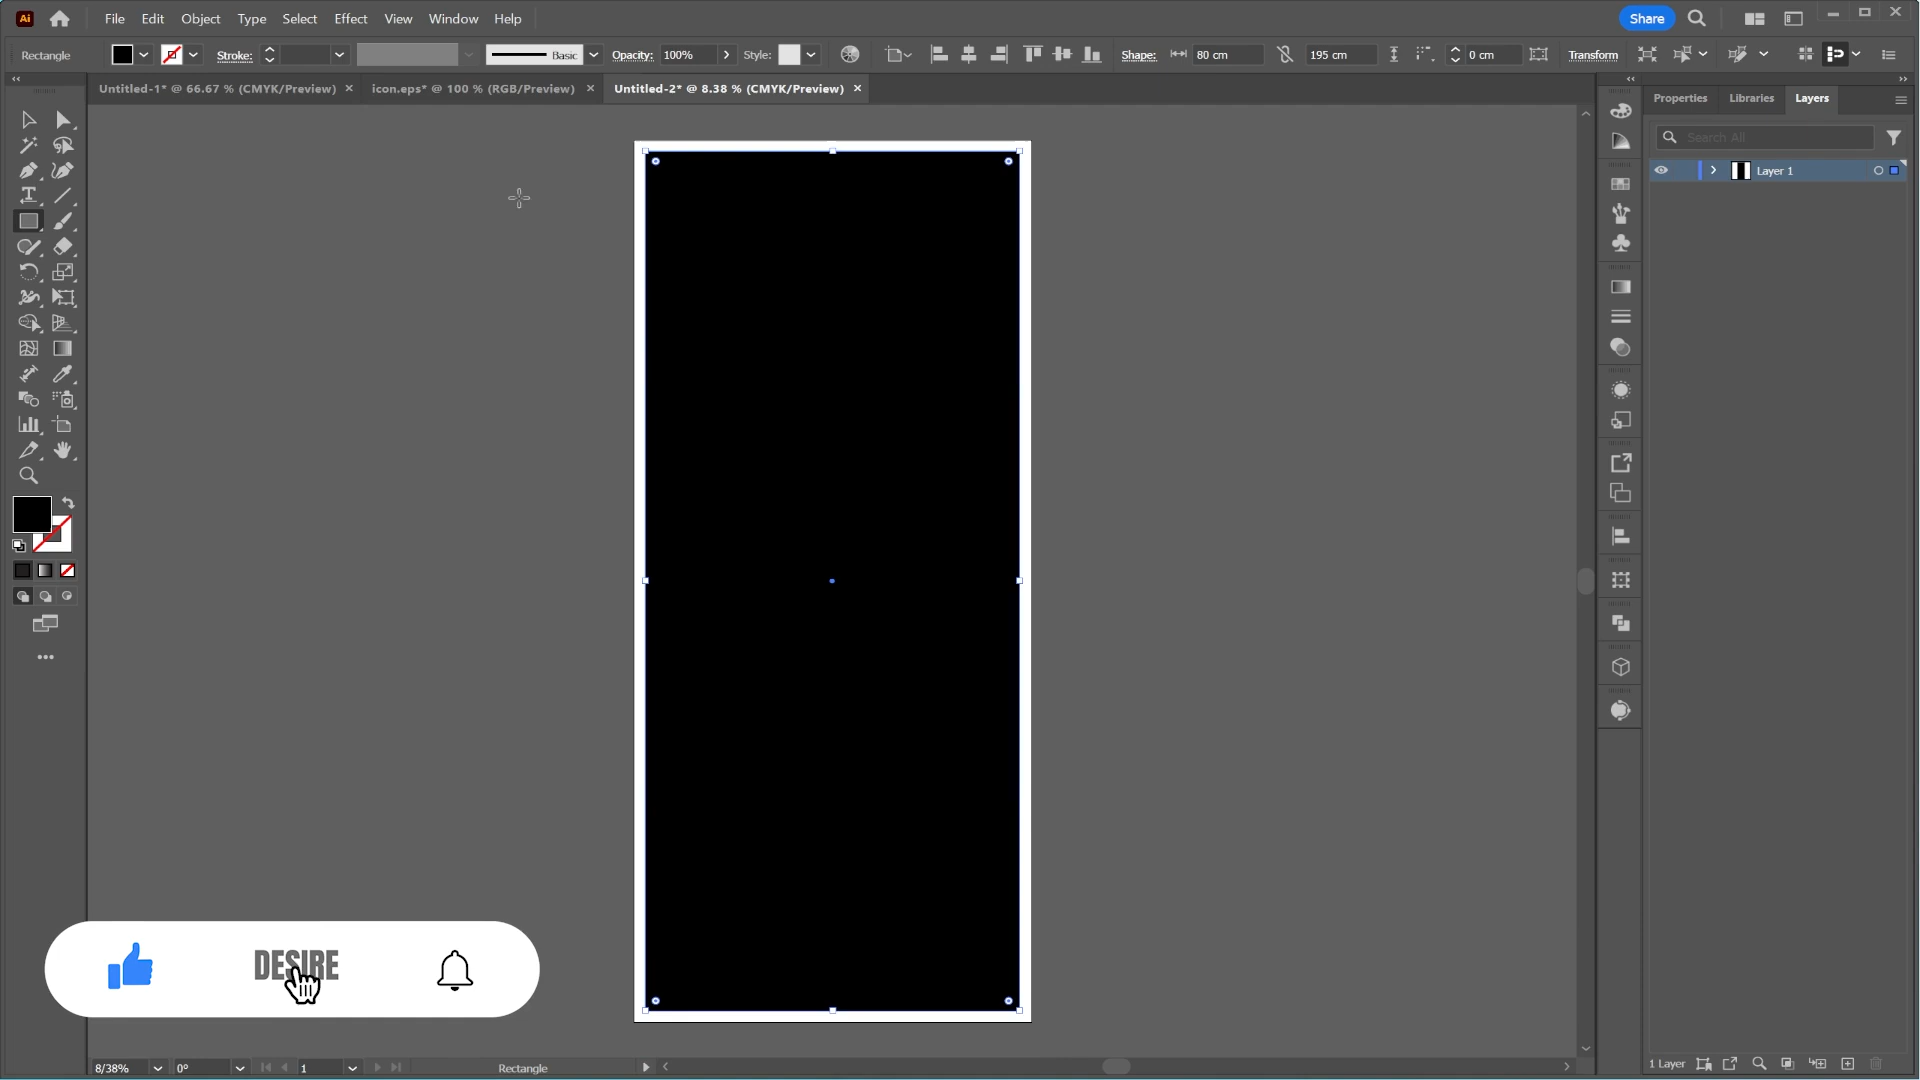 Ai File Edit Object Type Select Effect View Window Help Share
Rectangle Stroke: Basic Opacity: 100% Style: Shape: 80 cm 195 cm 0 cm Transform
Untitled-1* @ 66.67 % (CMYK/Preview) × icon.eps* @ 100 % (RGB/Preview) × Untitled-2* @ 8.38 % (CMYK/Preview) ×
Properties Libraries Layers
Search All
Layer 1
DESIRE
8/38% 0° 1 Rectangle
1 Layer